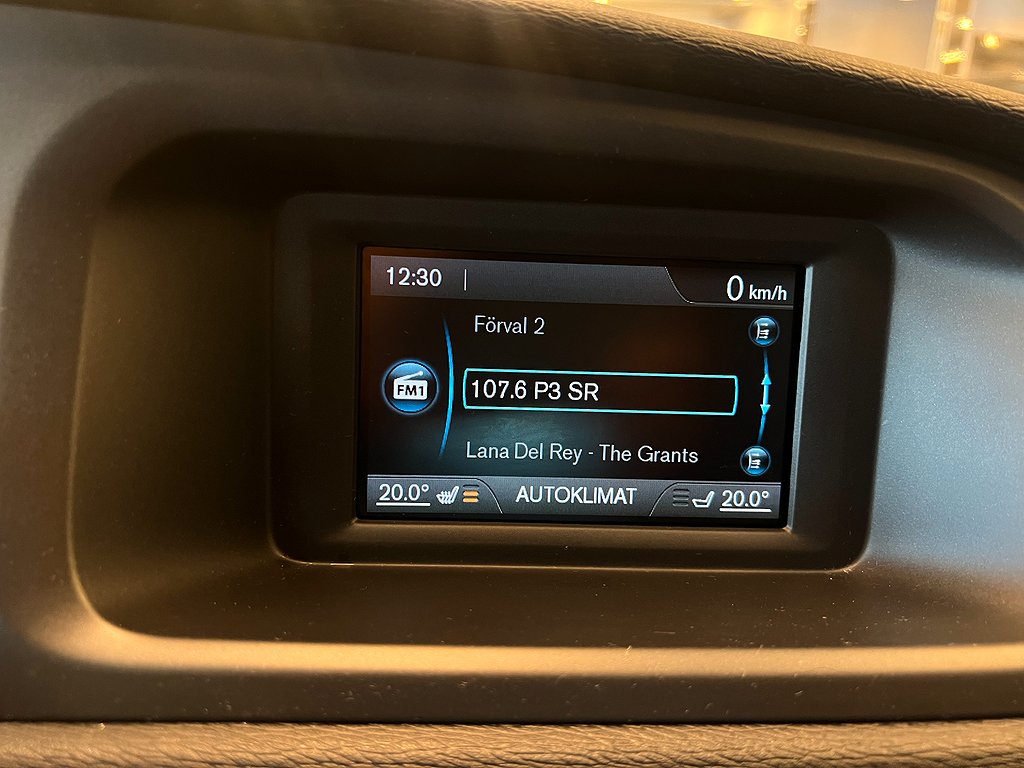 12:30
0 km/h
Förval 2
FM1
107.6 P3 SR
Lana Del Rey - The Grants
20.0° AUTOKLIMAT 20.0°